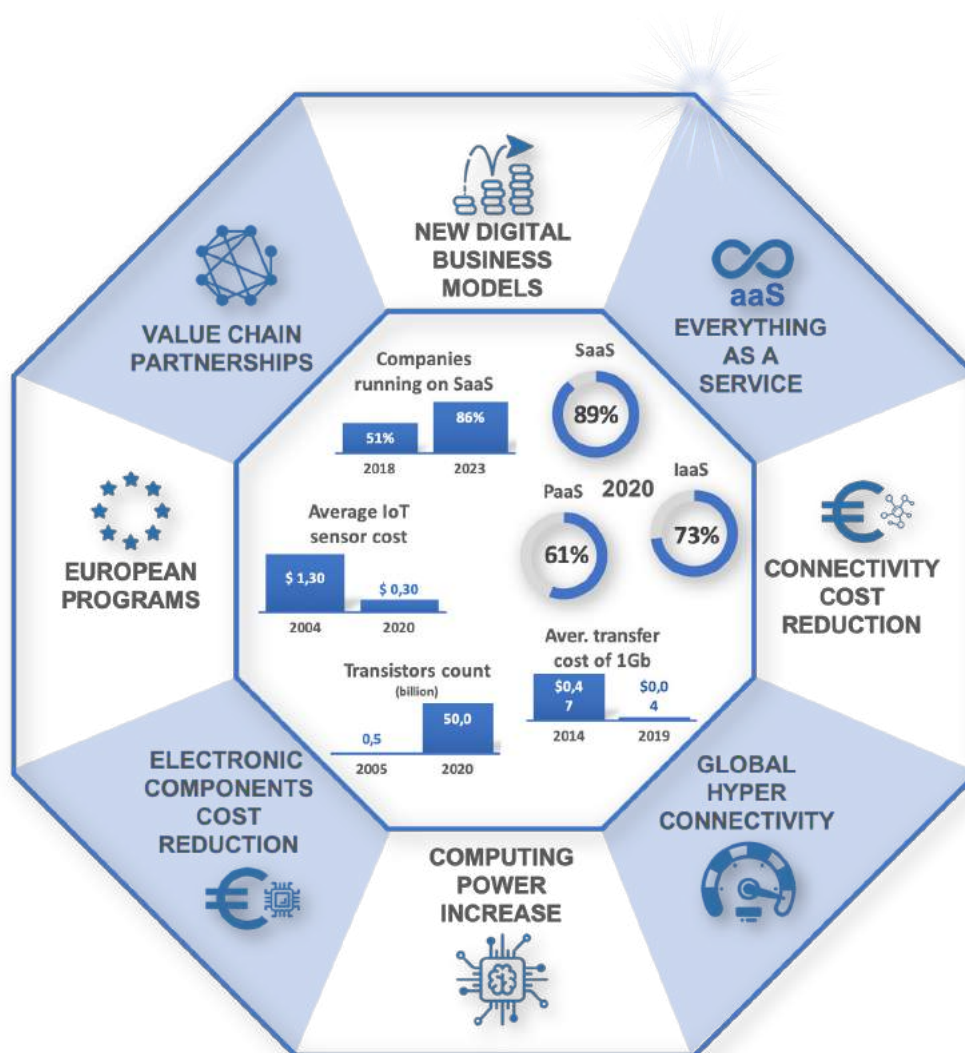 NEW DIGITAL
BUSINESS
MODELS
aaS
EVERYTHING
AS A
SERVICE
VALUE CHAIN
PARTNERSHIPS
Companies
running on SaaS
51%
86%
2018
2023
SaaS
89%
PaaS
2020
IaaS
61%
73%
EUROPEAN
PROGRAMS
Average IoT
sensor cost
$ 1,30
$ 0,30
2004
2020
CONNECTIVITY
COST
REDUCTION
Transistors count
(billion)
0,5
50,0
2005
2020
Aver. transfer
cost of 1Gb
$0,4
7
$0,0
4
2014
2019
ELECTRONIC
COMPONENTS
COST
REDUCTION
€
COMPUTING
POWER
INCREASE
GLOBAL
HYPER
CONNECTIVITY